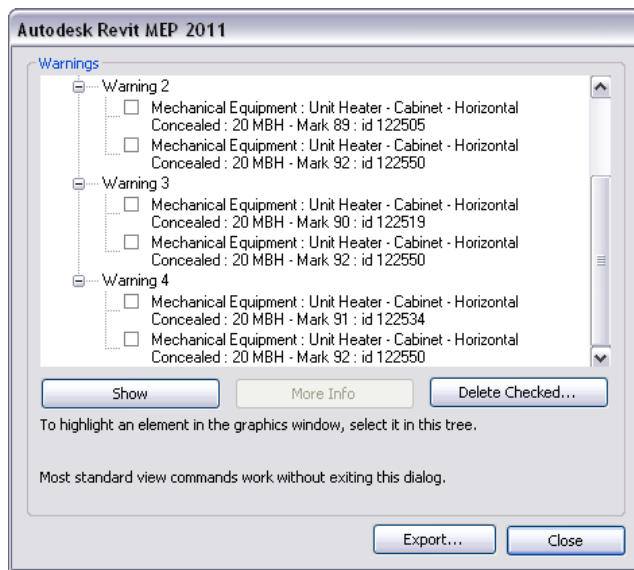 Autodesk Revit MEP 2011
Warnings
Warning 2
Mechanical Equipment : Unit Heater - Cabinet - Horizontal
Concealed : 20 MBH - Mark 89 : id 122505
Mechanical Equipment : Unit Heater - Cabinet - Horizontal
Concealed : 20 MBH - Mark 92 : id 122550
Warning 3
Mechanical Equipment : Unit Heater - Cabinet - Horizontal
Concealed : 20 MBH - Mark 90 : id 122519
Mechanical Equipment : Unit Heater - Cabinet - Horizontal
Concealed : 20 MBH - Mark 92 : id 122550
Warning 4
Mechanical Equipment : Unit Heater - Cabinet - Horizontal
Concealed : 20 MBH - Mark 91 : id 122534
Mechanical Equipment : Unit Heater - Cabinet - Horizontal
Concealed : 20 MBH - Mark 92 : id 122550
Show More Info Delete Checked...
To highlight an element in the graphics window, select it in this tree.
Most standard view commands work without exiting this dialog.
Export... Close